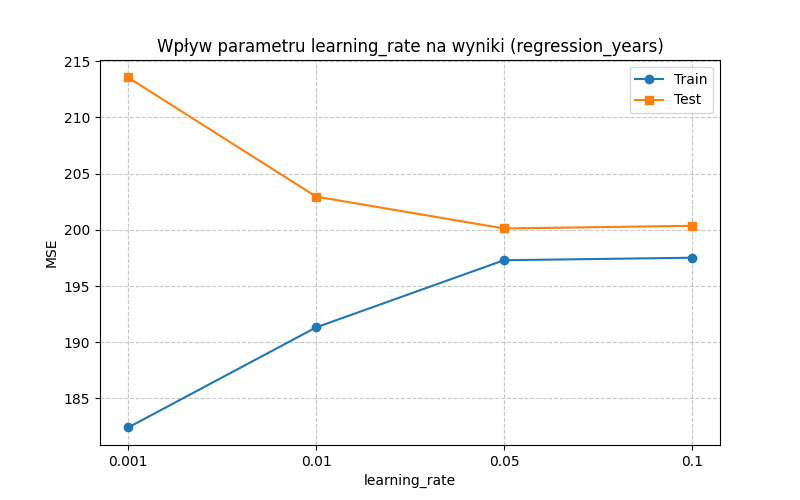 Wpływ parametru learning_rate na wyniki (regression_years)
215
210
205
200
195
190
185
MSE
Train
Test
0.001
0.01
0.05
0.1
learning_rate